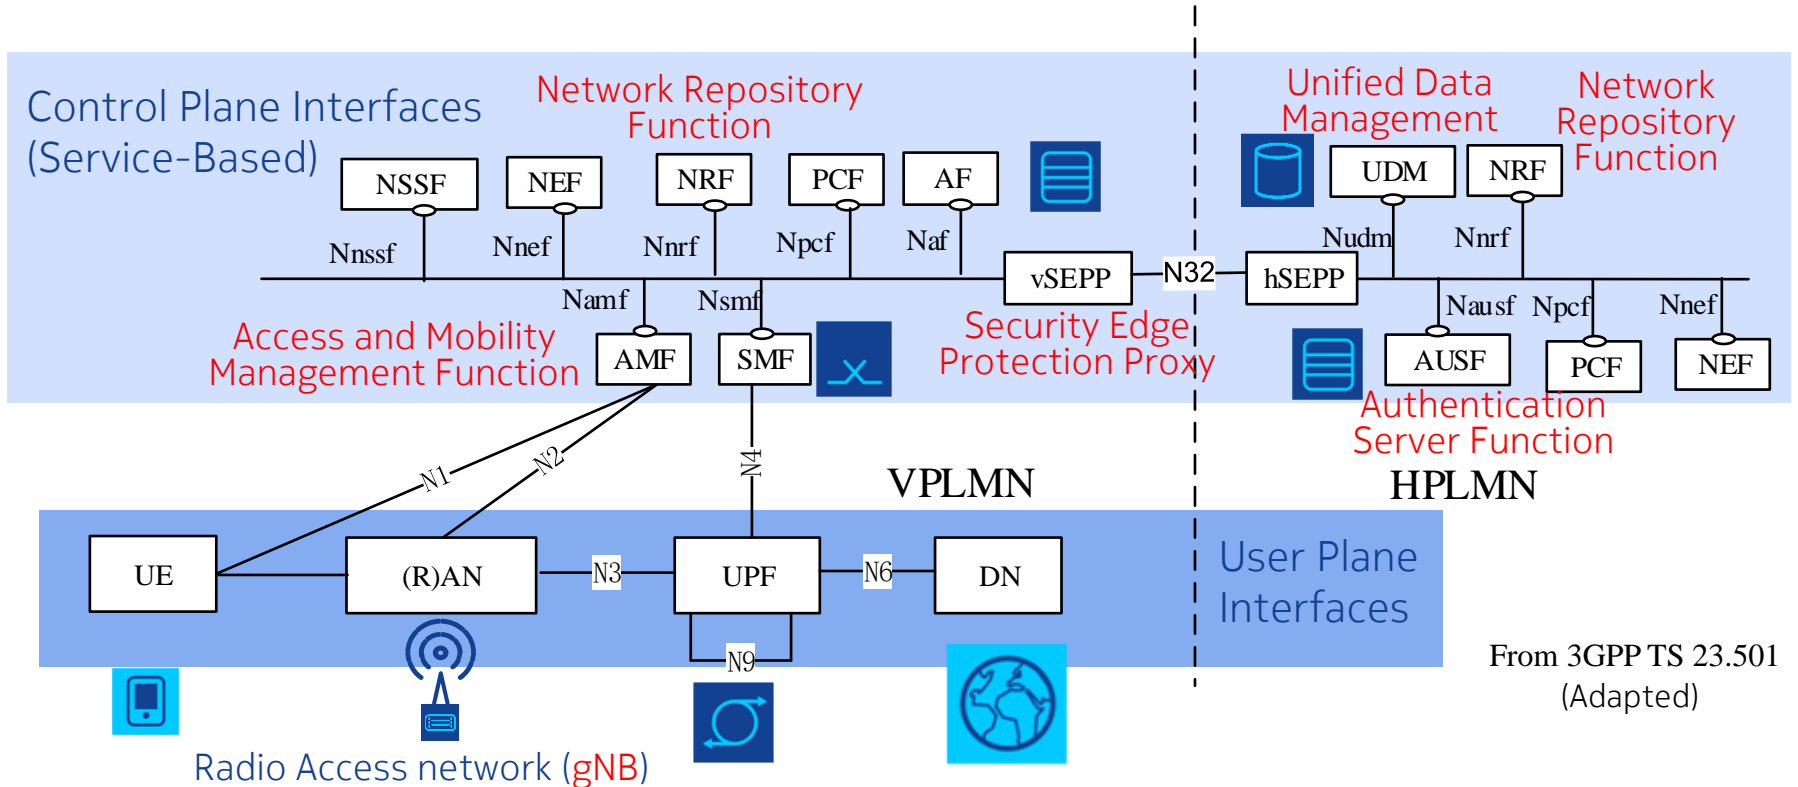 Control Plane Interfaces
(Service-Based)
Network Repository
Function
Unified Data
Management
Network
Repository
Function
NSSF
NEF
NRF
PCF
AF
UDM
NRF
Nnssf
Nnef
Nnrf
Npcf
Naf
Nudm
Nnrf
vSEPP
N32
hSEPP
Namf
Nsmf
Nausf
Npcf
Nnef
Access and Mobility
Management Function
AMF
SMF
Security Edge
Protection Proxy
AUSF
PCF
NEF
Authentication
Server Function
N1
N2
N4
VPLMN
HPLMN
UE
(R)AN
N3
UPF
N6
DN
User Plane
Interfaces
N9
From 3GPP TS 23.501
(Adapted)
Radio Access network (gNB)